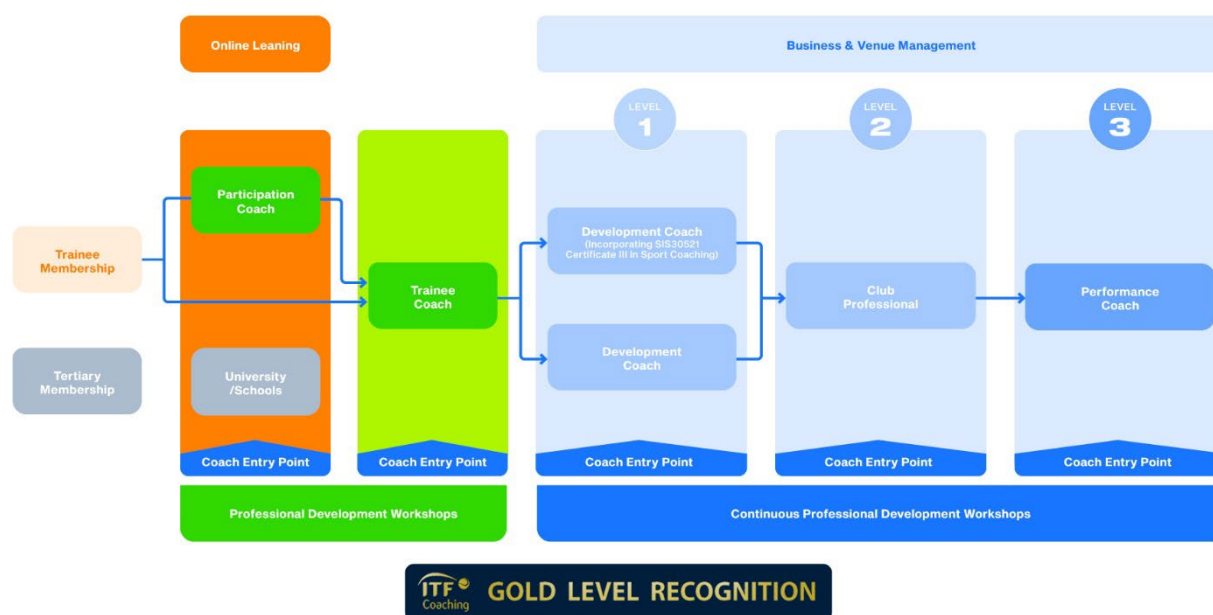 Online Leaning
Business & Venue Management
LEVEL
1
LEVEL
2
LEVEL
3
Participation
Coach
Trainee
Membership
Development Coach
(Incorporating SIS30521
Certificate III in Sport Coaching)
Trainee
Coach
Club
Professional
Performance
Coach
Tertiary
Membership
University
/Schools
Development
Coach
Coach Entry Point
Coach Entry Point
Coach Entry Point
Coach Entry Point
Coach Entry Point
Professional Development Workshops
Continuous Professional Development Workshops
ITF
Coaching
GOLD LEVEL RECOGNITION